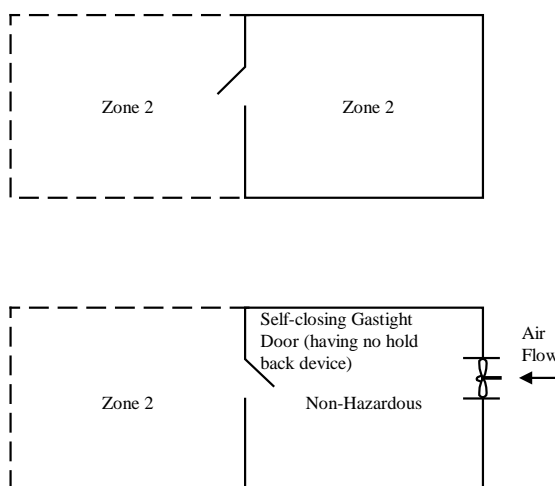 Zone 2
Zone 2
Self-closing Gastight
Door (having no hold
back device)
Air
Flow
Zone 2
Non-Hazardous